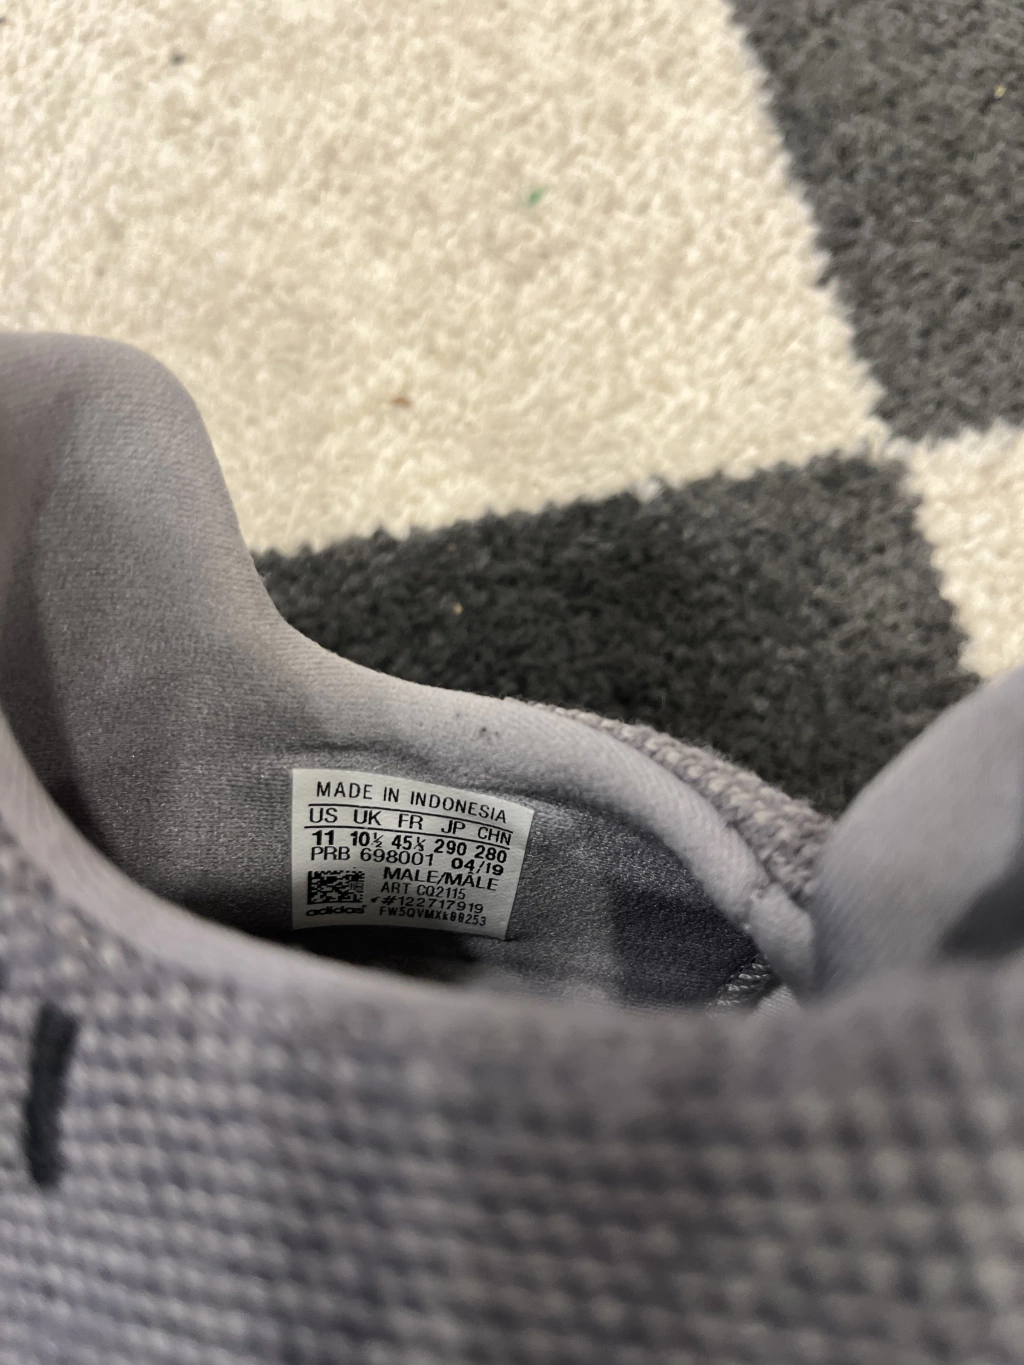 MADE IN INDONESIA
US UK FR JP CHN
11 10½ 45⅓ 290 280
PRB 698001 04/19
MALE/MÂLE
ART CQ2115
#122717919
adidas